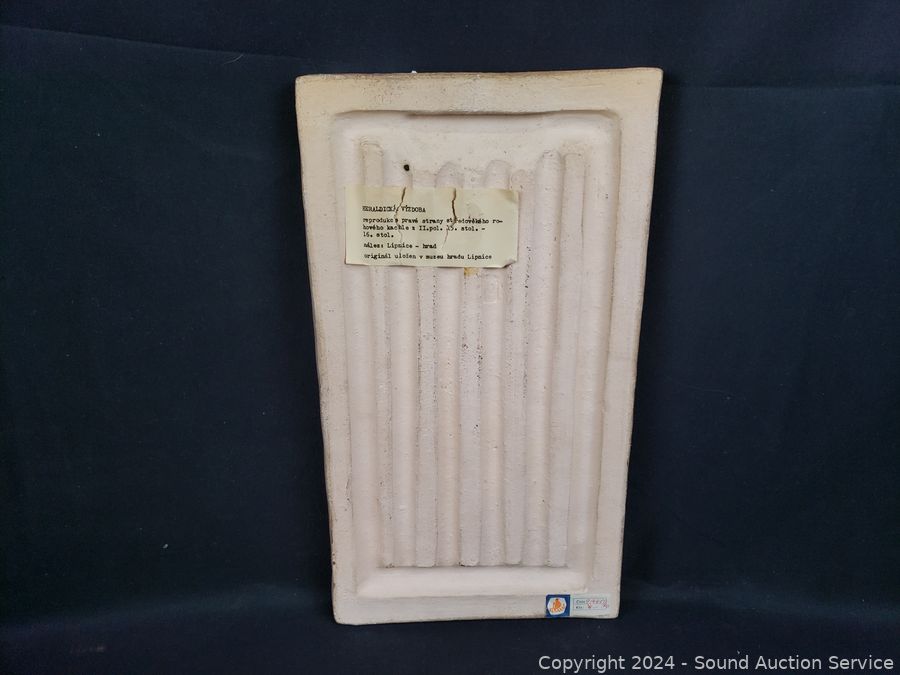 HERALDICKÁ VÝZDOBA
reprodukce pravé strany středověkého ro-
hového kachle z II.pol. 15. stol. -
16. stol.
nález: Lipnice - hrad
originál uložen v muzeu hradu Lipnice
Copyright 2024 - Sound Auction Service